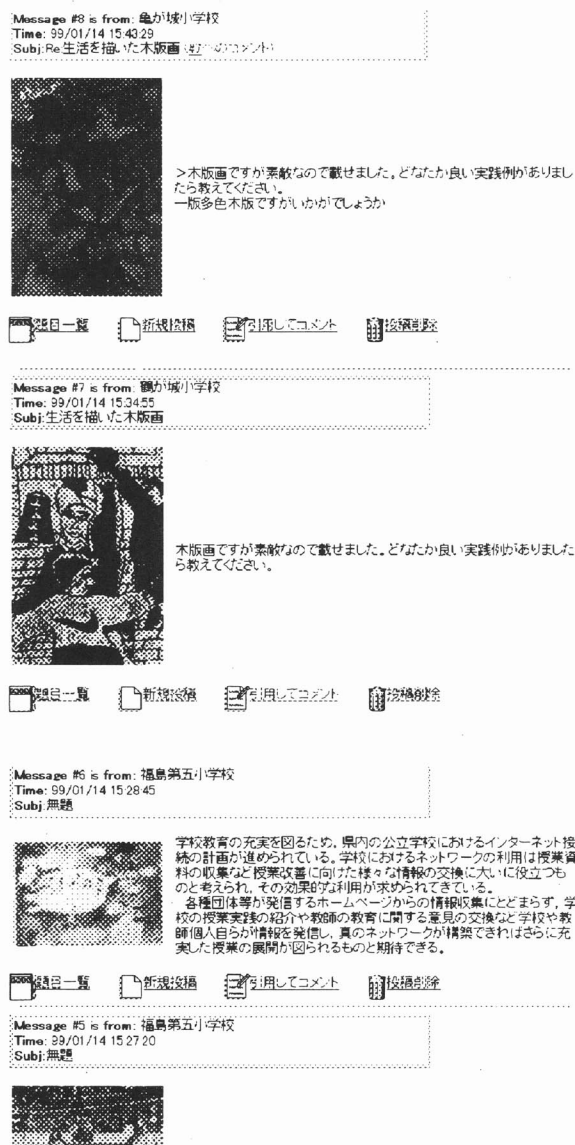 Message #8 is from: 亀が城小学校
Time: 99/01/14 15:43:29
Subj:Re:生活を描いた木版画 (#7へのコメント)
>木版画ですが素敵なので載せました。どなたか良い実践例がありまし
たら教えてください。
一版多色木版ですがいかがでしょうか
題目一覧 新規投稿 引用してコメント 投稿削除
Message #7 is from: 鶴が城小学校
Time: 99/01/14 15:34:55
Subj:生活を描いた木版画
木版画ですが素敵なので載せました。どなたか良い実践例がありました
ら教えてください。
題目一覧 新規投稿 引用してコメント 投稿削除
Message #6 is from: 福島第五小学校
Time: 99/01/14 15:28:45
Subj:無題
学校教育の充実を図るため、県内の公立学校におけるインターネット接
続の計画が進められている。学校におけるネットワークの利用は授業資
料の収集など授業改善に向けた様々な情報の交換に大いに役立つも
のと考えられ、その効果的な利用が求められてきている。
各種団体等が発信するホームページからの情報収集にとどまらず、学
校の授業実践の紹介や教師の教育に関する意見の交換など学校や教
師個人自らが情報を発信し、真のネットワークが構築できればさらに充
実した授業の展開が図られるものと期待できる。
題目一覧 新規投稿 引用してコメント 投稿削除
Message #5 is from: 福島第五小学校
Time: 99/01/14 15:27:20
Subj:無題